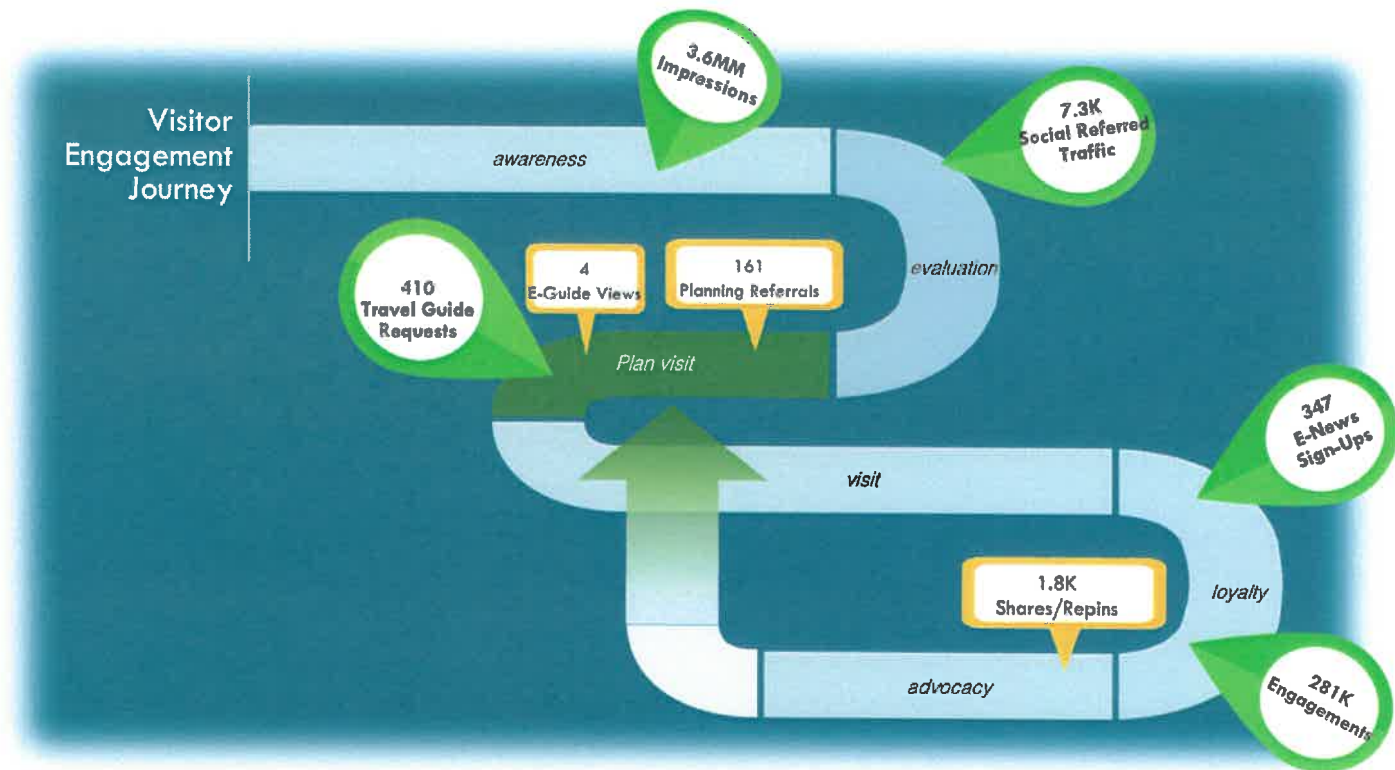 Visitor
Engagement
Journey
3.6MM
Impressions
7.3K
Social Referred
Traffic
awareness
evaluation
410
Travel Guide
Requests
4
E-Guide Views
161
Planning Referrals
Plan visit
347
E-News
Sign-Ups
visit
1.8K
Shares/Repins
loyalty
advocacy
281K
Engagements